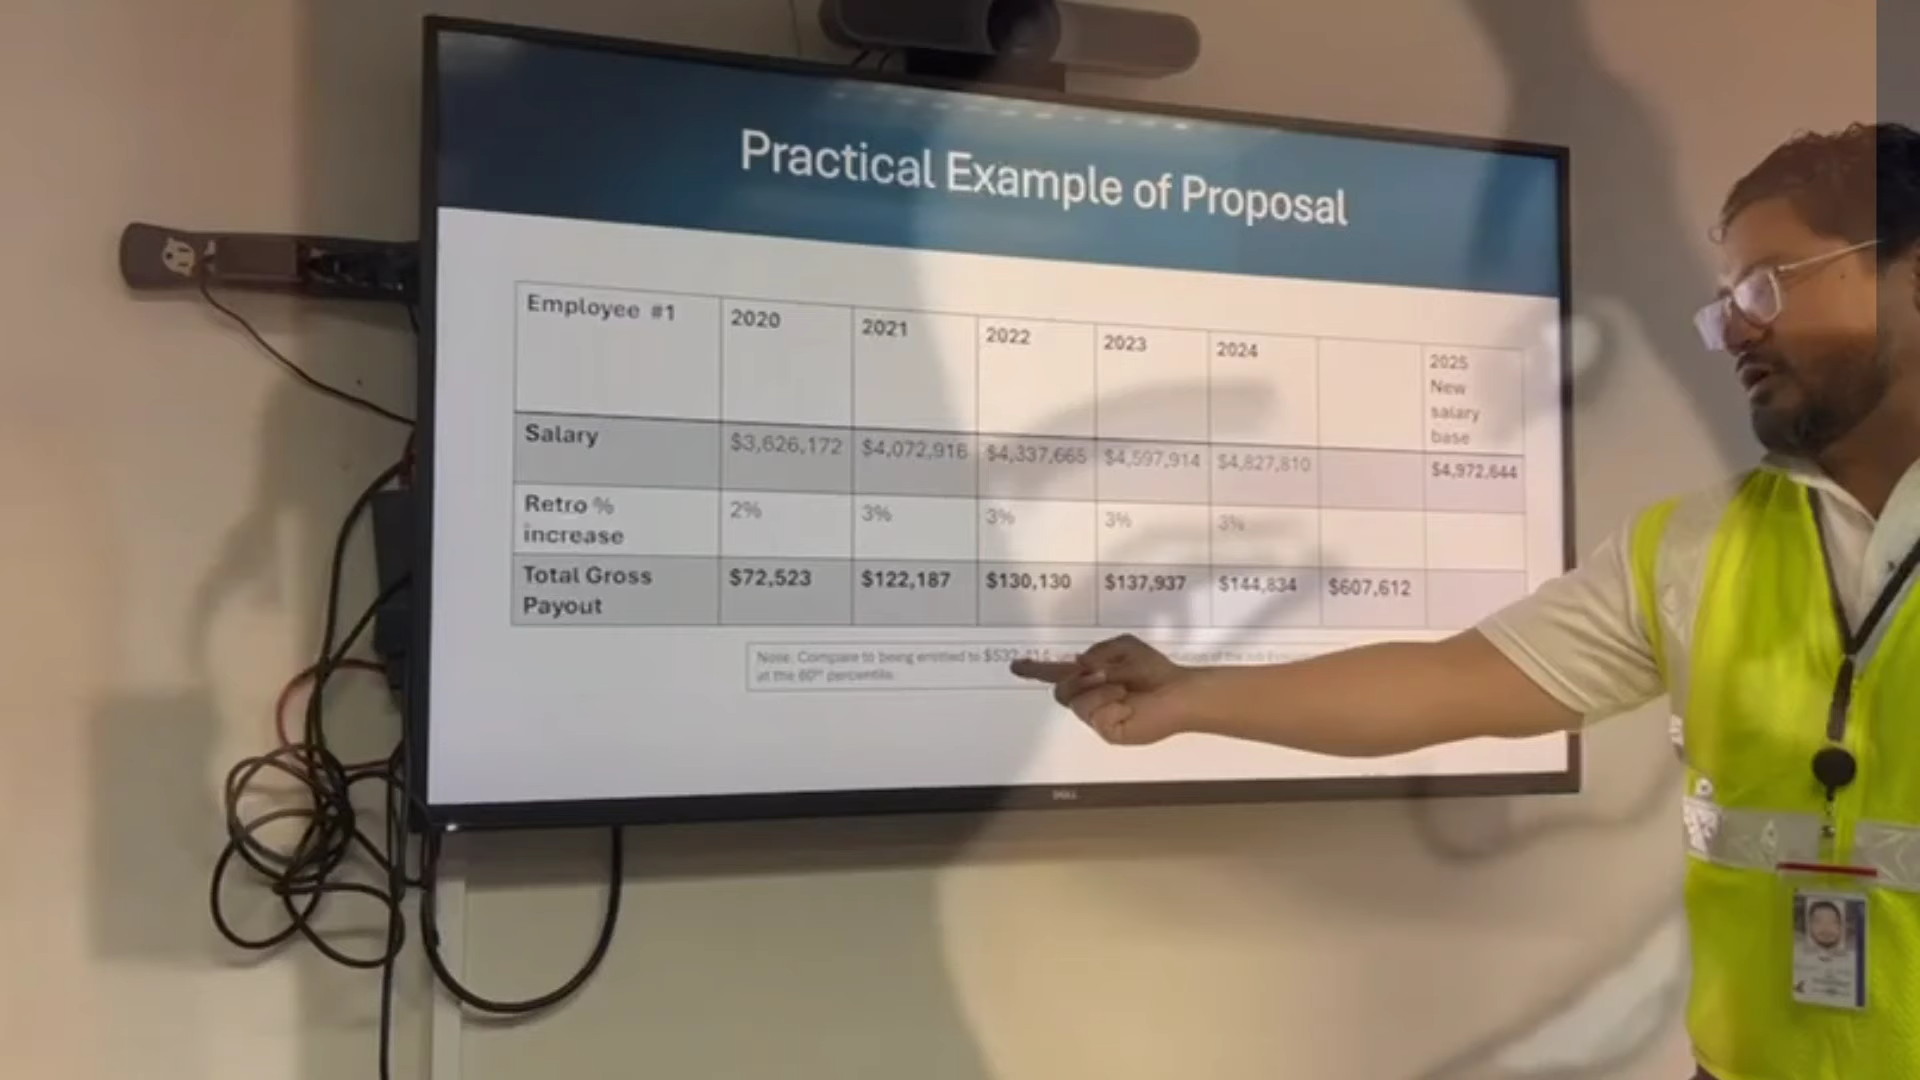 Practical Example of Proposal
Employee #1 2020 2021 2022 2023 2024 2025
New
salary
base
Salary $3,626,172 $4,072,916 $4,337,665 $4,597,914 $4,827,810 $4,972,644
Retro % 2% 3% 3% 3% 3%
increase
Total Gross $72,523 $122,187 $130,130 $137,937 $144,834 $607,612
Payout
Note: Compare to being entitled to
at the 60th percentile.
DELL